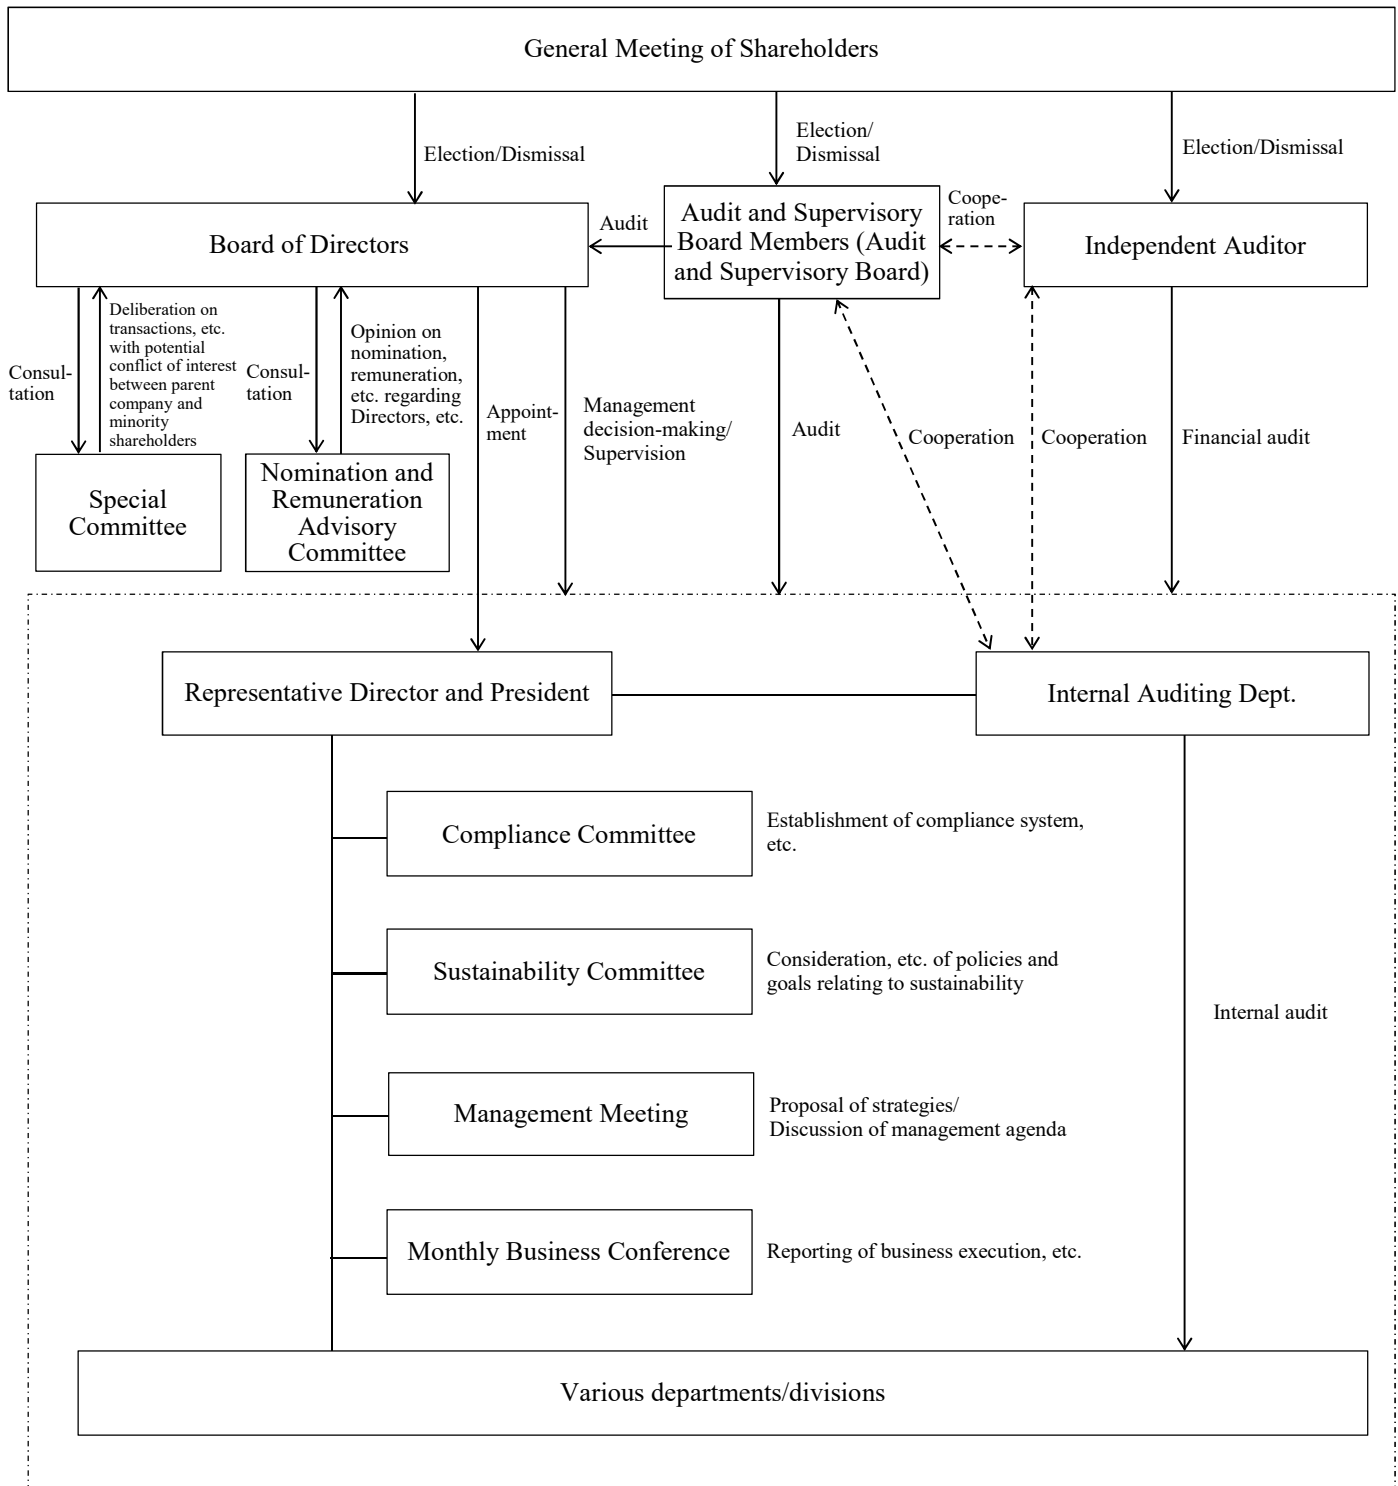 General Meeting of Shareholders
Election/Dismissal
Election/
Dismissal
Election/Dismissal
Board of Directors
Audit
Audit and Supervisory
Board Members (Audit
and Supervisory Board)
Coope-
ration
Independent Auditor
Consul-
tation
Deliberation on
transactions, etc.
with potential
conflict of interest
between parent
company and
minority
shareholders
Consul-
tation
Opinion on
nomination,
remuneration,
etc. regarding
Directors, etc.
Appoint-
ment
Management
decision-making/
Supervision
Audit
Cooperation
Cooperation
Financial audit
Special
Committee
Nomination and
Remuneration
Advisory
Committee
Representative Director and President
Internal Auditing Dept.
Compliance Committee
Establishment of compliance system,
etc.
Sustainability Committee
Consideration, etc. of policies and
goals relating to sustainability
Internal audit
Management Meeting
Proposal of strategies/
Discussion of management agenda
Monthly Business Conference
Reporting of business execution, etc.
Various departments/divisions